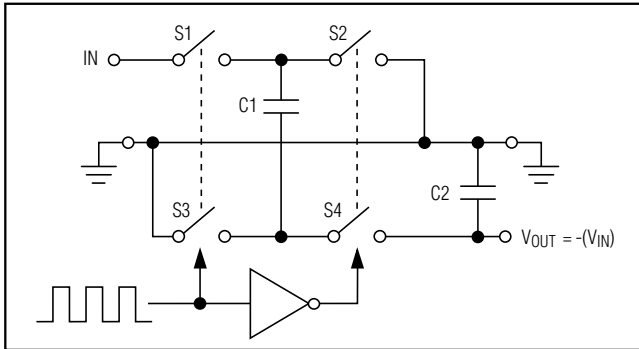 S1
S2
IN
C1
S3
S4
C2
VOUT = -(VIN)